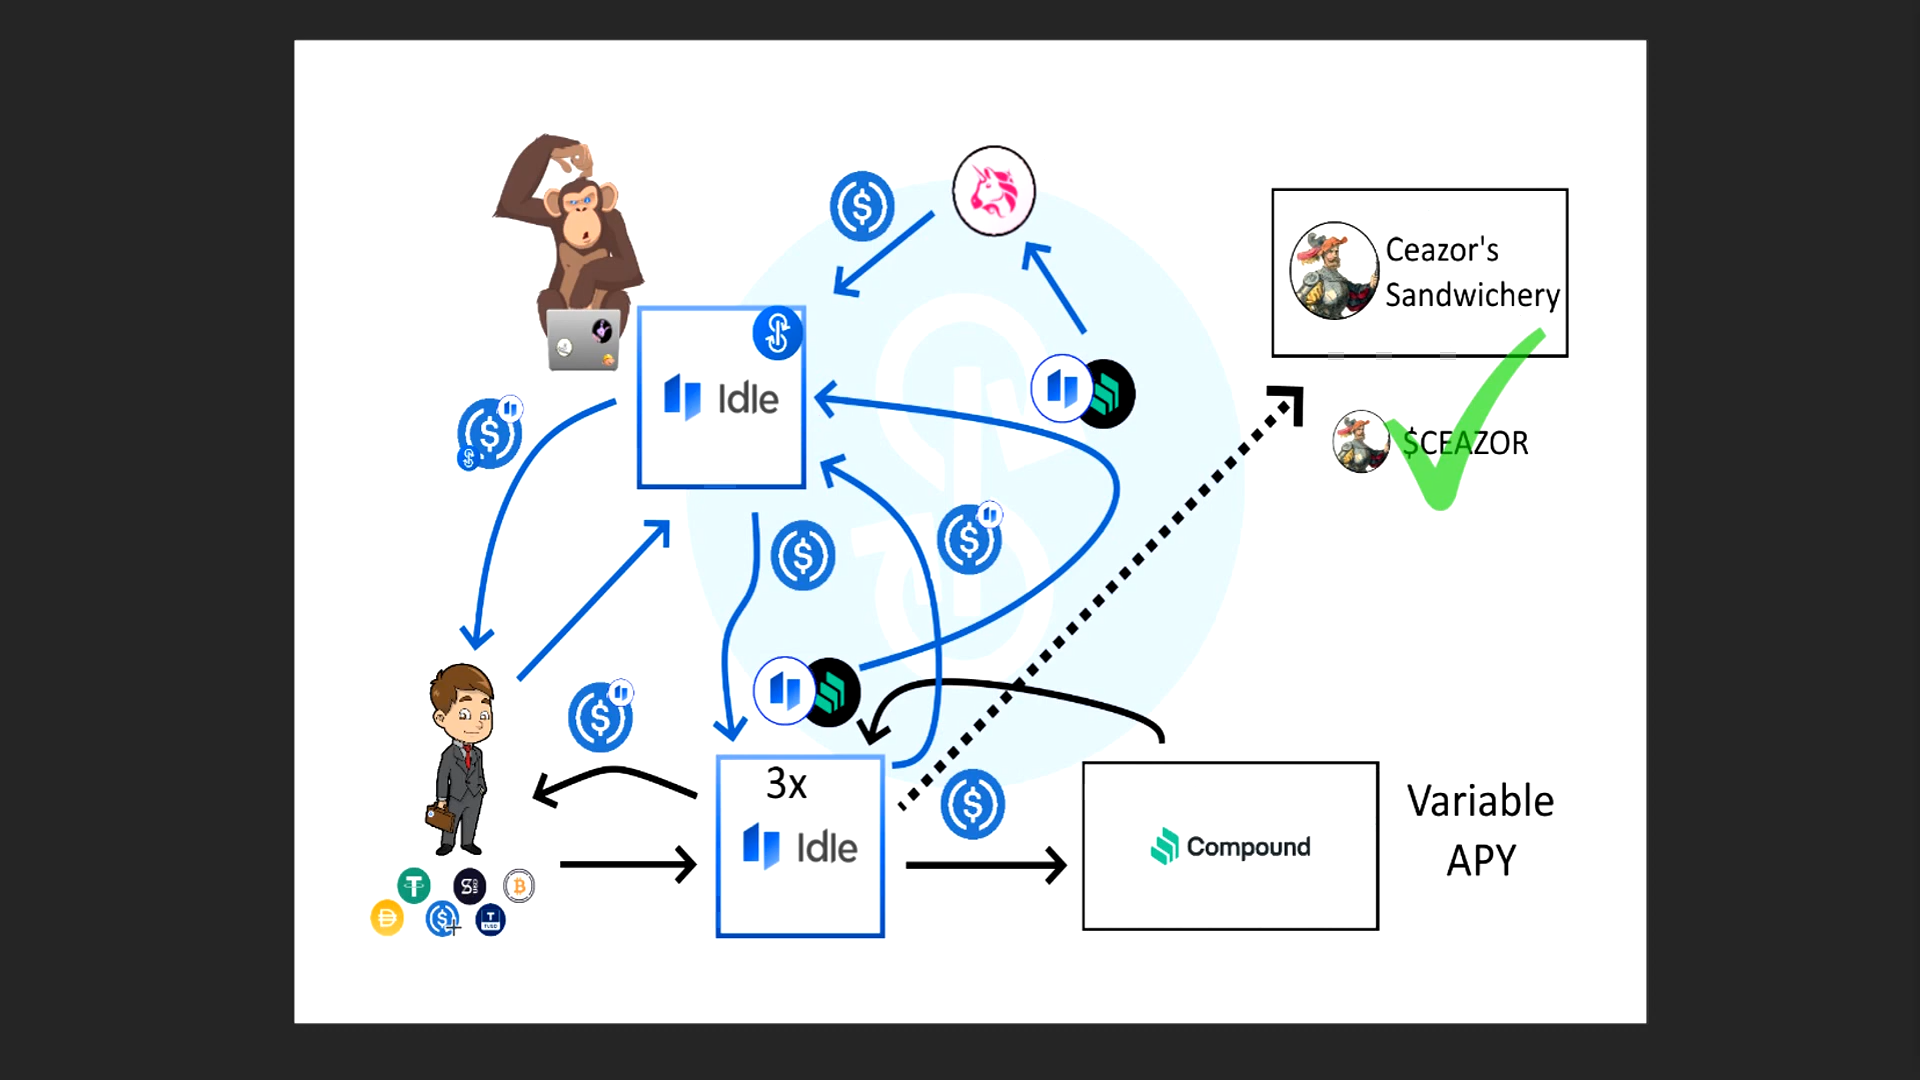 Ceazor's
Sandwichery
Idle
$CEAZOR
3x
Idle
Compound
Variable
APY